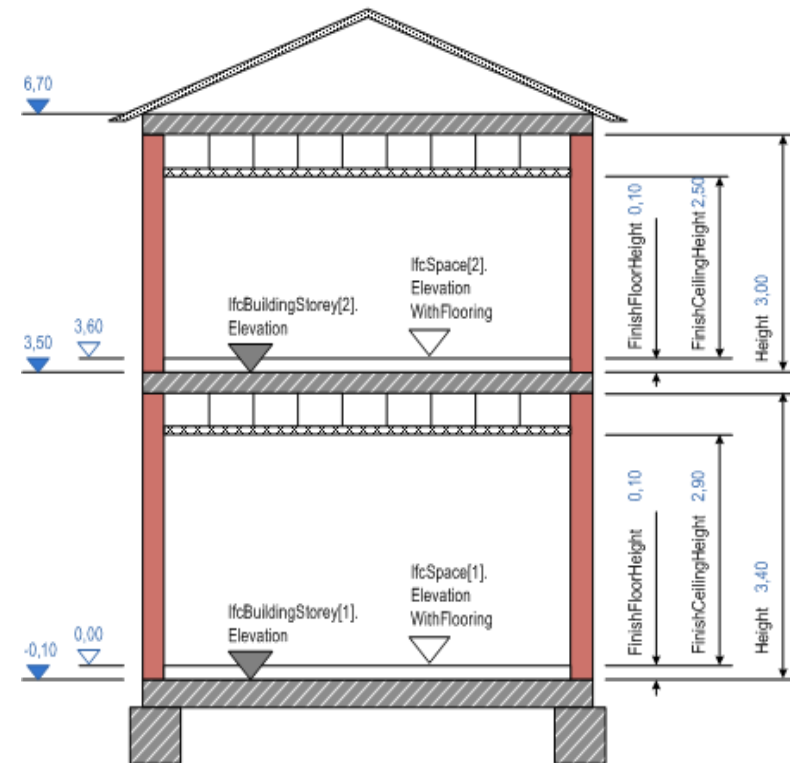 6,70
IfcSpace[2].
Elevation
WithFlooring
IfcBuildingStorey[2].
Elevation
3,60
3,50
FinishFloorHeight 0,10
FinishCeilingHeight 2,50
Height 3,00
IfcSpace[1].
Elevation
WithFlooring
IfcBuildingStorey[1].
Elevation
0,00
-0,10
FinishFloorHeight 0,10
FinishCeilingHeight 2,90
Height 3,40